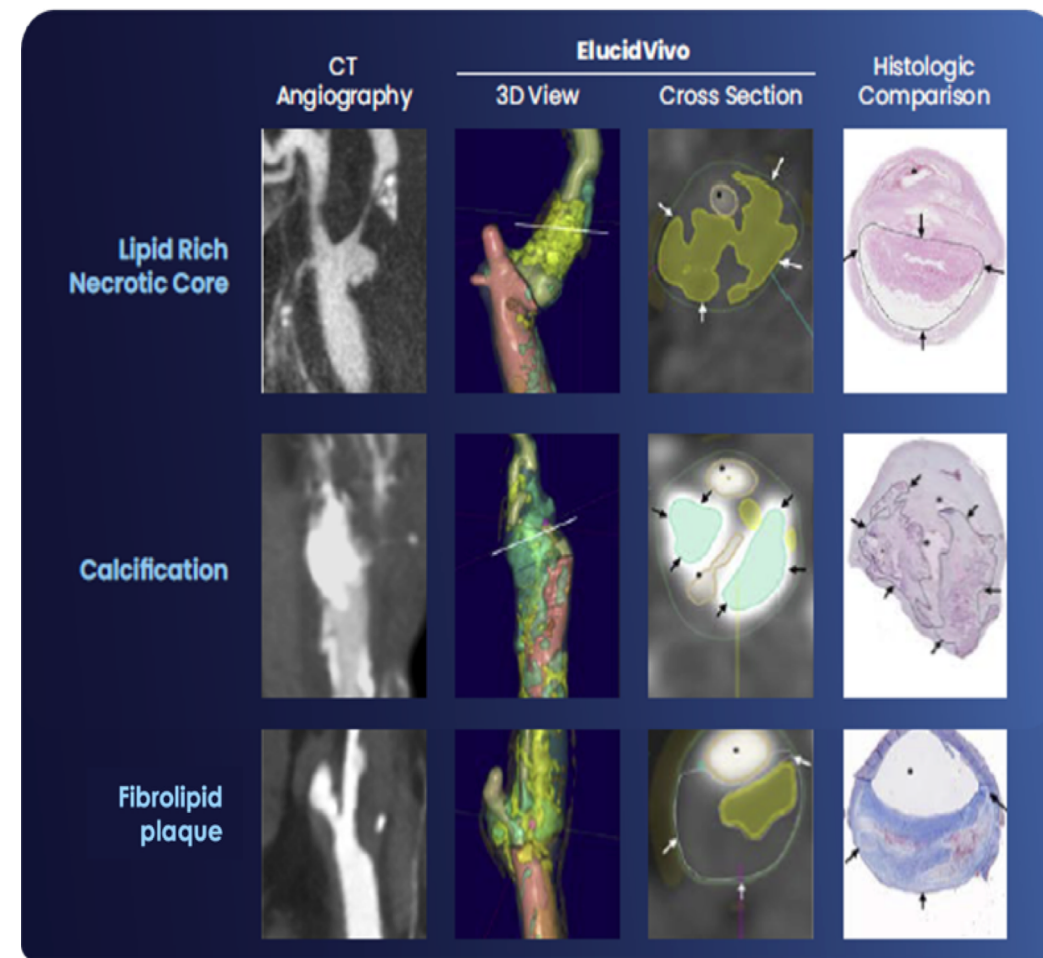 CT
Angiography
ElucidVivo
3D View
Cross Section
Histologic
Comparison
Lipid Rich
Necrotic Core
Calcification
Fibrolipid
plaque